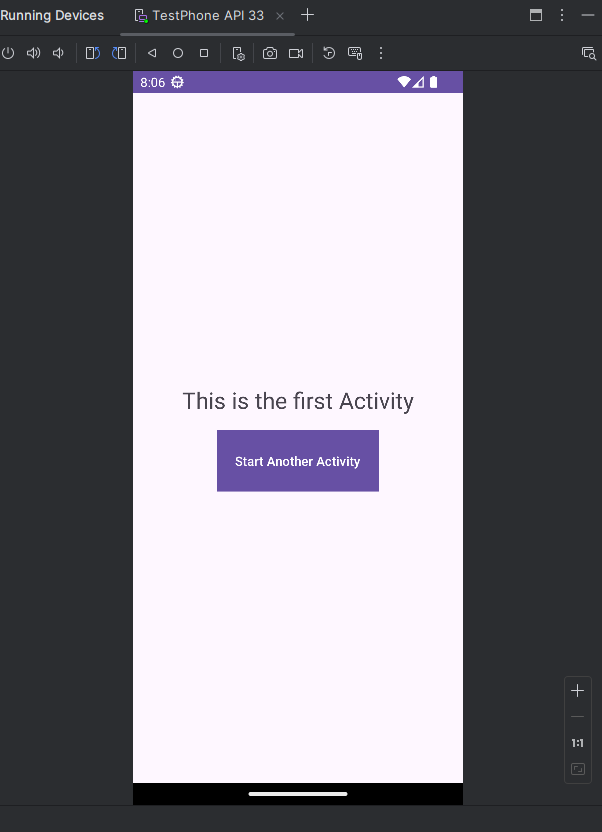 Running Devices
TestPhone API 33
8:06
This is the first Activity
Start Another Activity
1:1